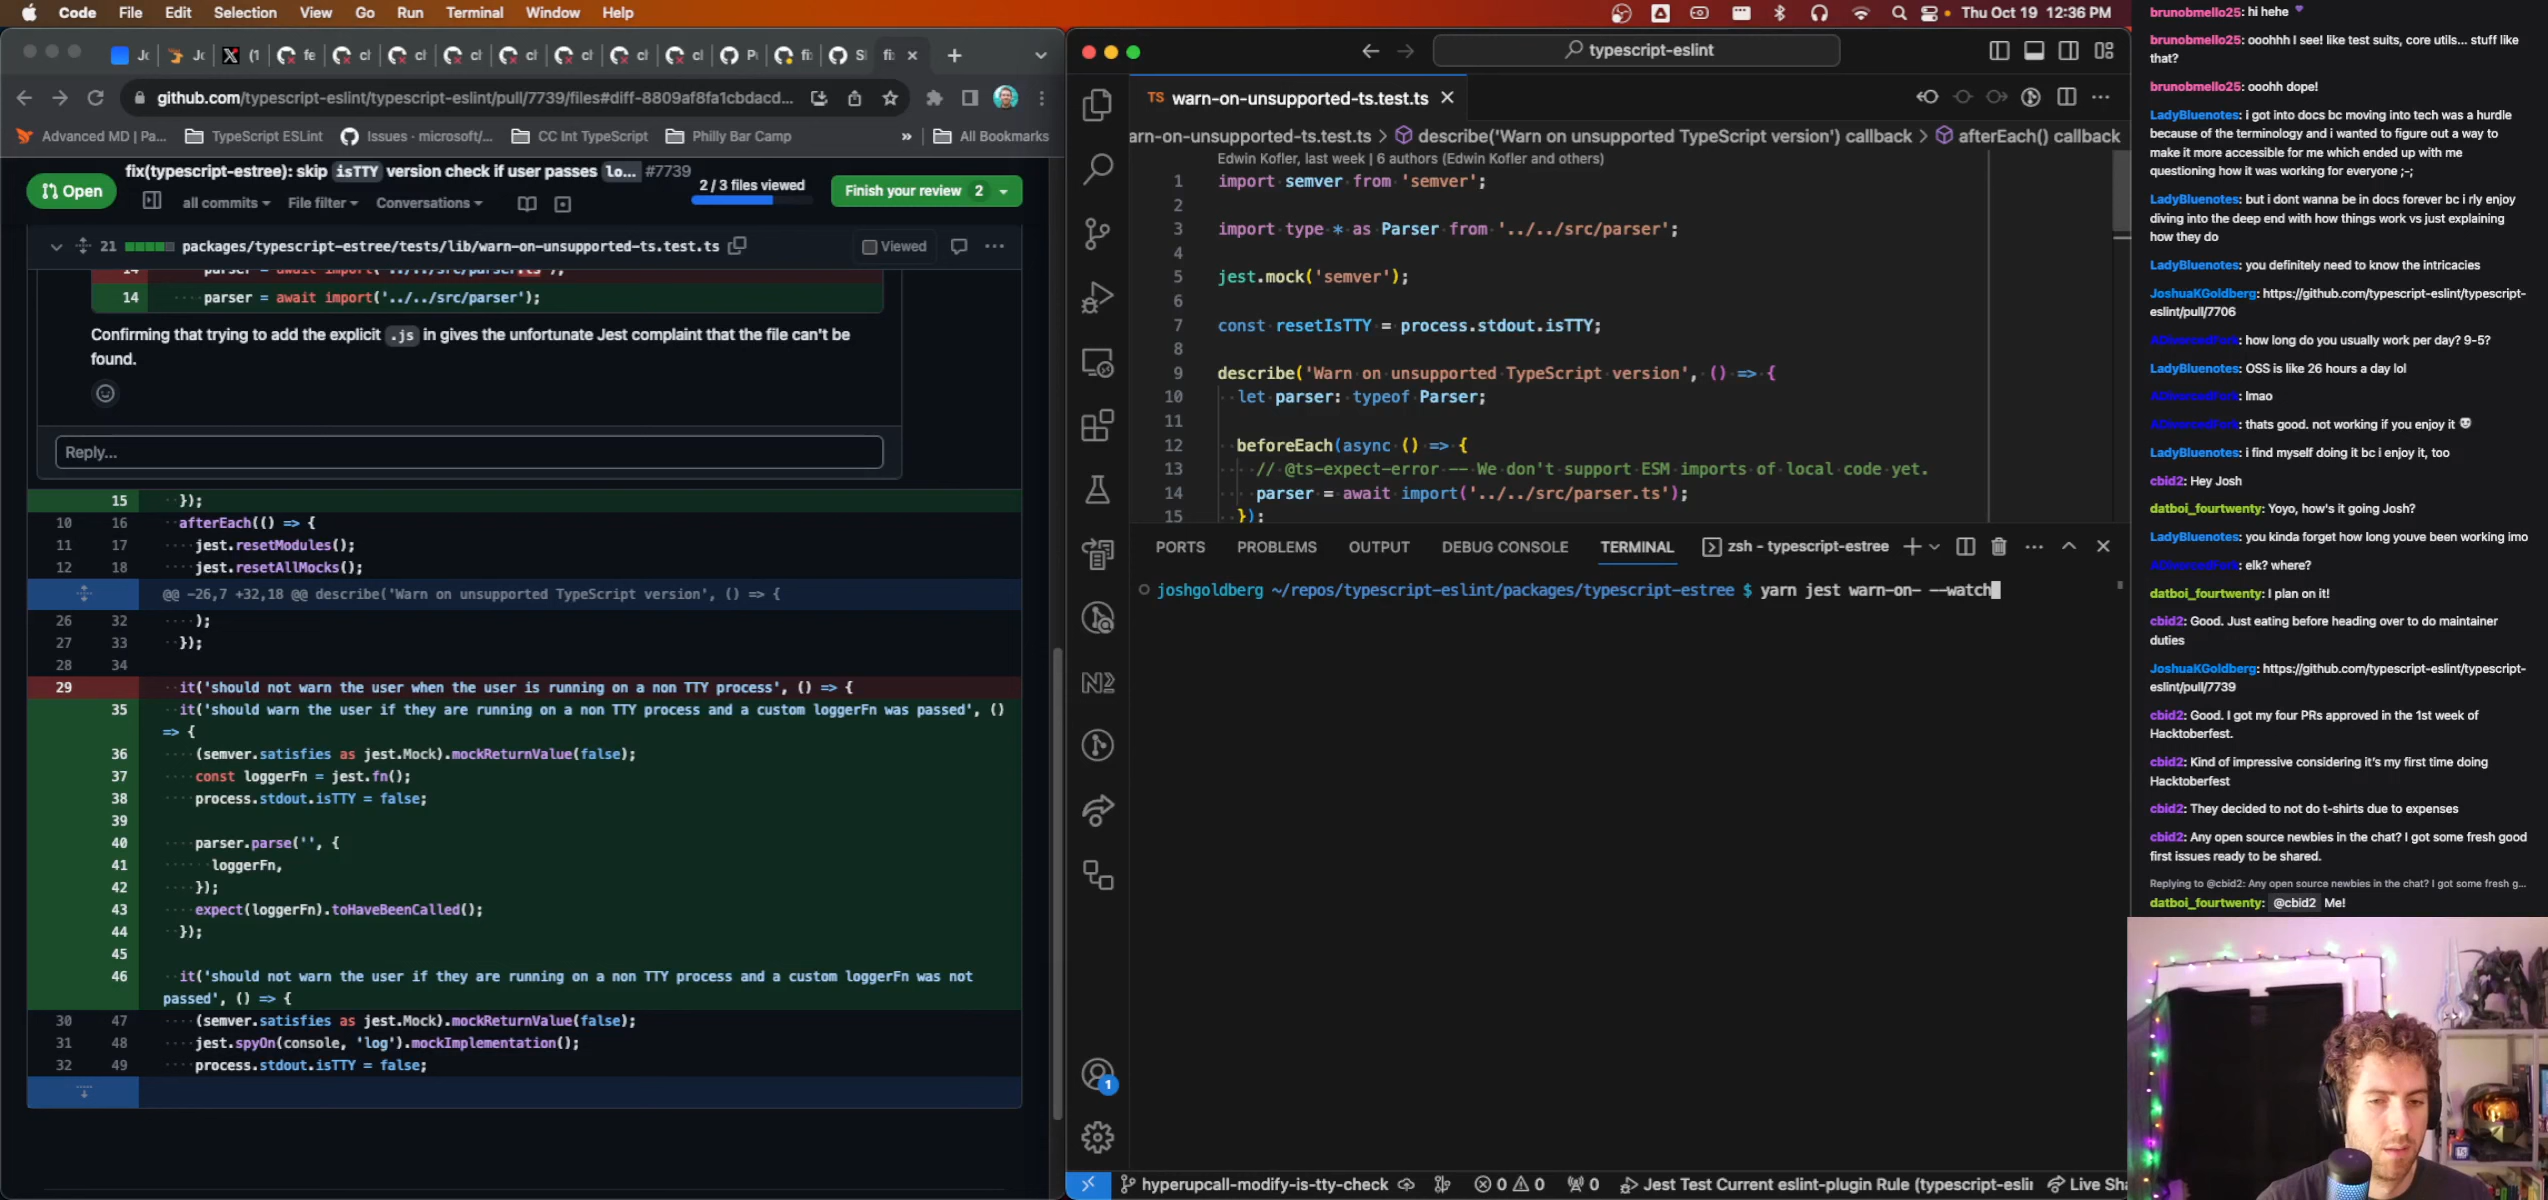 Code File Edit Selection View Go Run Terminal Window Help
Thu Oct 19 12:36 PM
github.com/typescript-eslint/typescript-eslint/pull/7739/files#diff-8809af8fa1cbdacd...
Advanced MD | Pa... TypeScript ESLint Issues · microsoft/... CC Int TypeScript Philly Bar Camp » All Bookmarks
Open
fix(typescript-estree): skip isTTY version check if user passes lo... #7739
all commits File filter Conversations
2 / 3 files viewed
Finish your review 2
21 packages/typescript-estree/tests/lib/warn-on-unsupported-ts.test.ts Viewed
14 parser = await import('../../src/parser.ts');
14 parser = await import('../../src/parser');
Confirming that trying to add the explicit .js in gives the unfortunate Jest complaint that the file can't be
found.
Reply...
15 });
10 16 afterEach(() => {
11 17 jest.resetModules();
12 18 jest.resetAllMocks();
@@ -26,7 +32,18 @@ describe('Warn on unsupported TypeScript version', () => {
26 32 );
27 33 });
28 34
29 it('should not warn the user when the user is running on a non TTY process', () => {
35 it('should warn the user if they are running on a non TTY process and a custom loggerFn was passed', ()
=> {
36 (semver.satisfies as jest.Mock).mockReturnValue(false);
37 const loggerFn = jest.fn();
38 process.stdout.isTTY = false;
39
40 parser.parse('', {
41 loggerFn,
42 });
43 expect(loggerFn).toHaveBeenCalled();
44 });
45
46 it('should not warn the user if they are running on a non TTY process and a custom loggerFn was not
passed', () => {
30 47 (semver.satisfies as jest.Mock).mockReturnValue(false);
31 48 jest.spyOn(console, 'log').mockImplementation();
32 49 process.stdout.isTTY = false;
typescript-eslint
TS warn-on-unsupported-ts.test.ts
arn-on-unsupported-ts.test.ts > describe('Warn on unsupported TypeScript version') callback > afterEach() callback
Edwin Kofler, last week | 6 authors (Edwin Kofler and others)
1 import semver from 'semver';
2
3 import type * as Parser from '../../src/parser';
4
5 jest.mock('semver');
6
7 const resetIsTTY = process.stdout.isTTY;
8
9 describe('Warn on unsupported TypeScript version', () => {
10 let parser: typeof Parser;
11
12 beforeEach(async () => {
13 // @ts-expect-error -- We don't support ESM imports of local code yet.
14 parser = await import('../../src/parser.ts');
15 });
PORTS PROBLEMS OUTPUT DEBUG CONSOLE TERMINAL zsh - typescript-estree
joshgoldberg ~/repos/typescript-eslint/packages/typescript-estree $ yarn jest warn-on- --watch
1
hyperupcall-modify-is-tty-check 0 0 0 Jest Test Current eslint-plugin Rule (typescript-esli Live Sha
brunobmello25: hi hehe
brunobmello25: ooohhh I see! like test suits, core utils... stuff like
that?
brunobmello25: ooohh dope!
LadyBluenotes: i got into docs bc moving into tech was a hurdle
because of the terminology and i wanted to figure out a way to
make it more accessible for me which ended up with me
questioning how it was working for everyone ;-;
LadyBluenotes: but i dont wanna be in docs forever bc i rly enjoy
diving into the deep end with how things work vs just explaining
how they do
LadyBluenotes: you definitely need to know the intricacies
JoshuaKGoldberg: https://github.com/typescript-eslint/typescript-
eslint/pull/7706
ADivorcedFork: how long do you usually work per day? 9-5?
LadyBluenotes: OSS is like 26 hours a day lol
ADivorcedFork: lmao
ADivorcedFork: thats good. not working if you enjoy it
LadyBluenotes: i find myself doing it bc i enjoy it, too
cbid2: Hey Josh
datboi_fourtwenty: Yoyo, how's it going Josh?
LadyBluenotes: you kinda forget how long youve been working imo
ADivorcedFork: elk? where?
datboi_fourtwenty: I plan on it!
cbid2: Good. Just eating before heading over to do maintainer
duties
JoshuaKGoldberg: https://github.com/typescript-eslint/typescript-
eslint/pull/7739
cbid2: Good. I got my four PRs approved in the 1st week of
Hacktoberfest.
cbid2: Kind of impressive considering it's my first time doing
Hacktoberfest
cbid2: They decided to not do t-shirts due to expenses
cbid2: Any open source newbies in the chat? I got some fresh good
first issues ready to be shared.
Replying to @cbid2: Any open source newbies in the chat? I got some fresh g...
datboi_fourtwenty: @cbid2 Me!